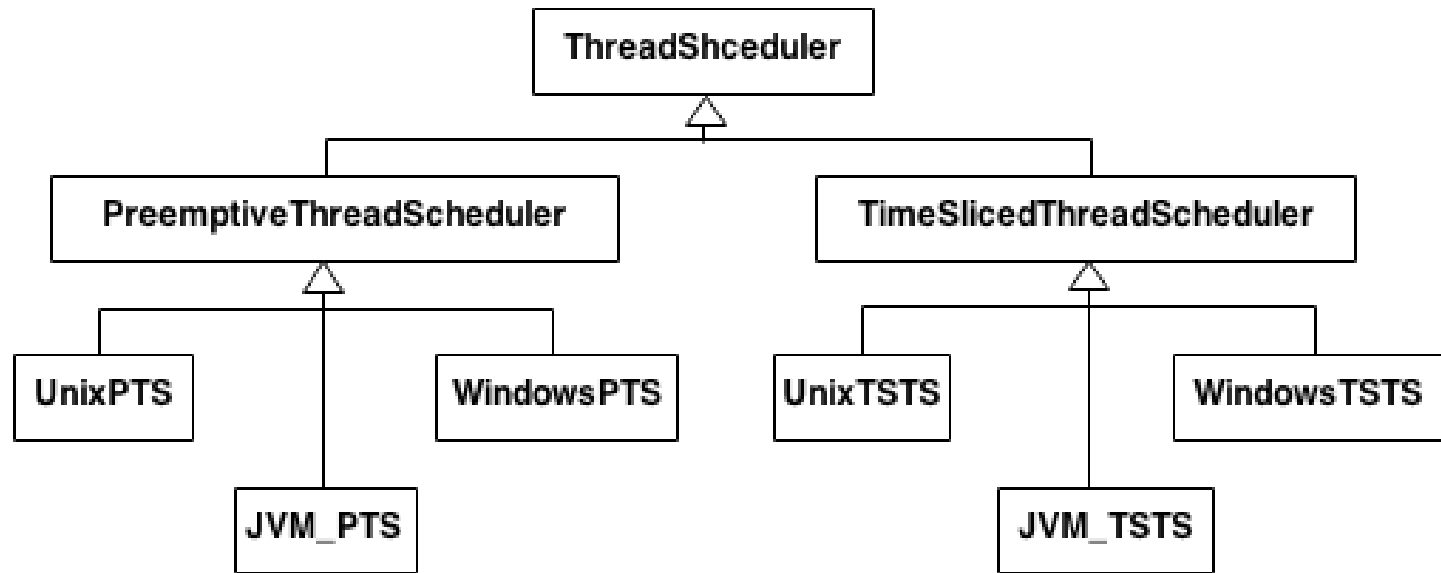 ThreadShceduler
PreemptiveThreadScheduler
TimeSlicedThreadScheduler
UnixPTS
WindowsPTS
UnixTSTS
WindowsTSTS
JVM_PTS
JVM_TSTS